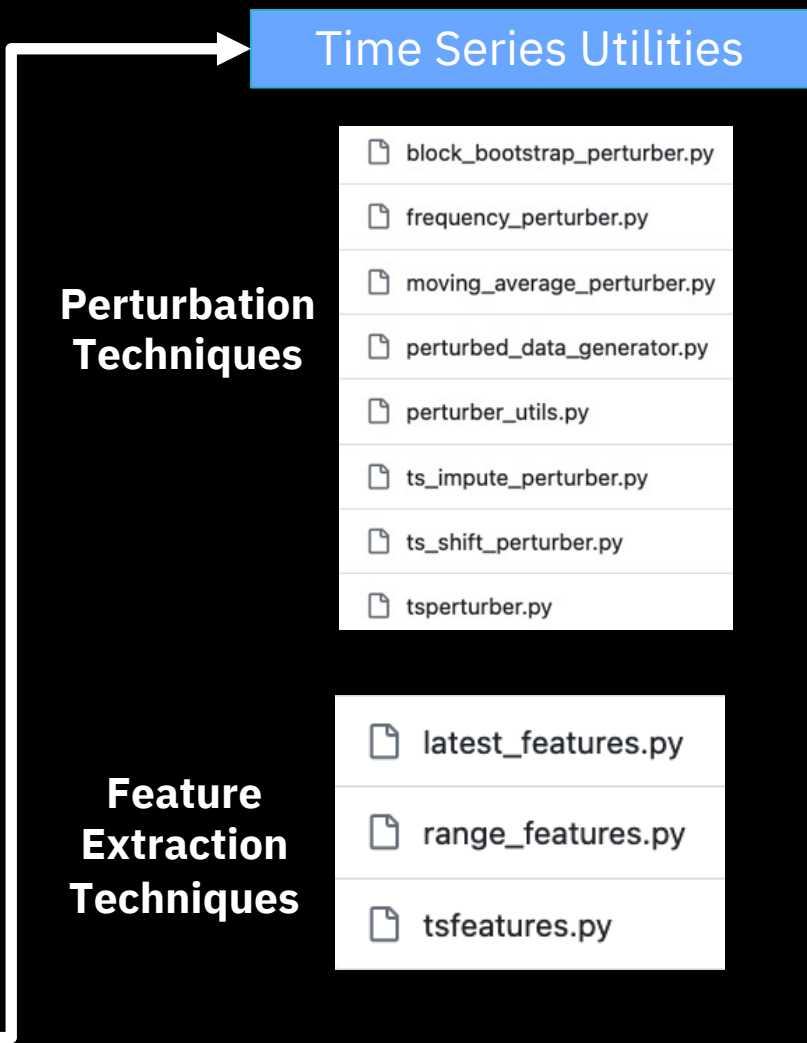 Time Series Utilities
Perturbation
Techniques
block_bootstrap_perturber.py
frequency_perturber.py
moving_average_perturber.py
perturbed_data_generator.py
perturber_utils.py
ts_impute_perturber.py
ts_shift_perturber.py
tsperturber.py
Feature
Extraction
Techniques
latest_features.py
range_features.py
tsfeatures.py